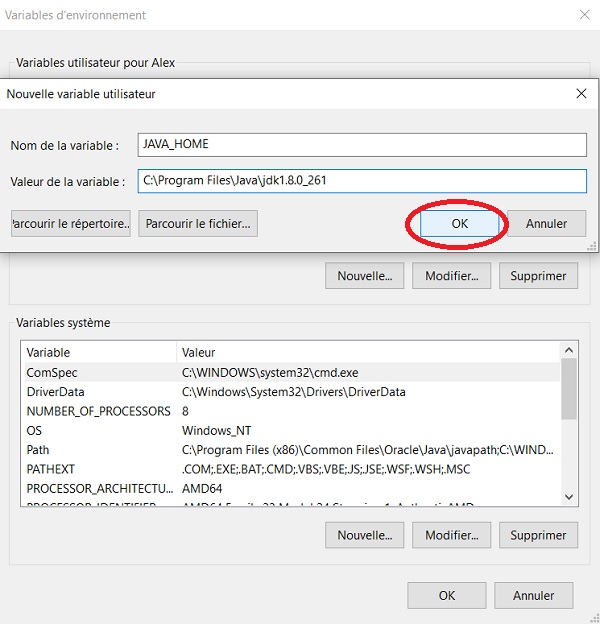 Variables d'environnement
Variables utilisateur pour Alex
Nouvelle variable utilisateur
Nom de la variable : JAVA_HOME
Valeur de la variable : C:\Program Files\Java\jdk1.8.0_261
Parcourir le répertoire... Parcourir le fichier... OK Annuler
Nouvelle... Modifier... Supprimer
Variables système
Variable Valeur
ComSpec C:\WINDOWS\system32\cmd.exe
DriverData C:\Windows\System32\Drivers\DriverData
NUMBER_OF_PROCESSORS 8
OS Windows_NT
Path C:\Program Files (x86)\Common Files\Oracle\Java\javapath;C:\WIND...
PATHEXT .COM;.EXE;.BAT;.CMD;.VBS;.VBE;.JS;.JSE;.WSF;.WSH;.MSC
PROCESSOR_ARCHITECTU... AMD64
Nouvelle... Modifier... Supprimer
OK Annuler